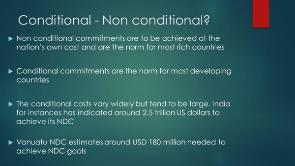 Conditional - Non conditional?
Non conditional commitments are to be achieved at the
nation's own cost and are the norm for most rich countries
Conditional commitments are the norm for most developing
countries
The conditional costs vary widely but tend to be large. India
for instances has indicated around 2.5 trillion US dollars to
achieve its NDC
Vanuatu NDC estimates around USD 180 million needed to
achieve NDC goals